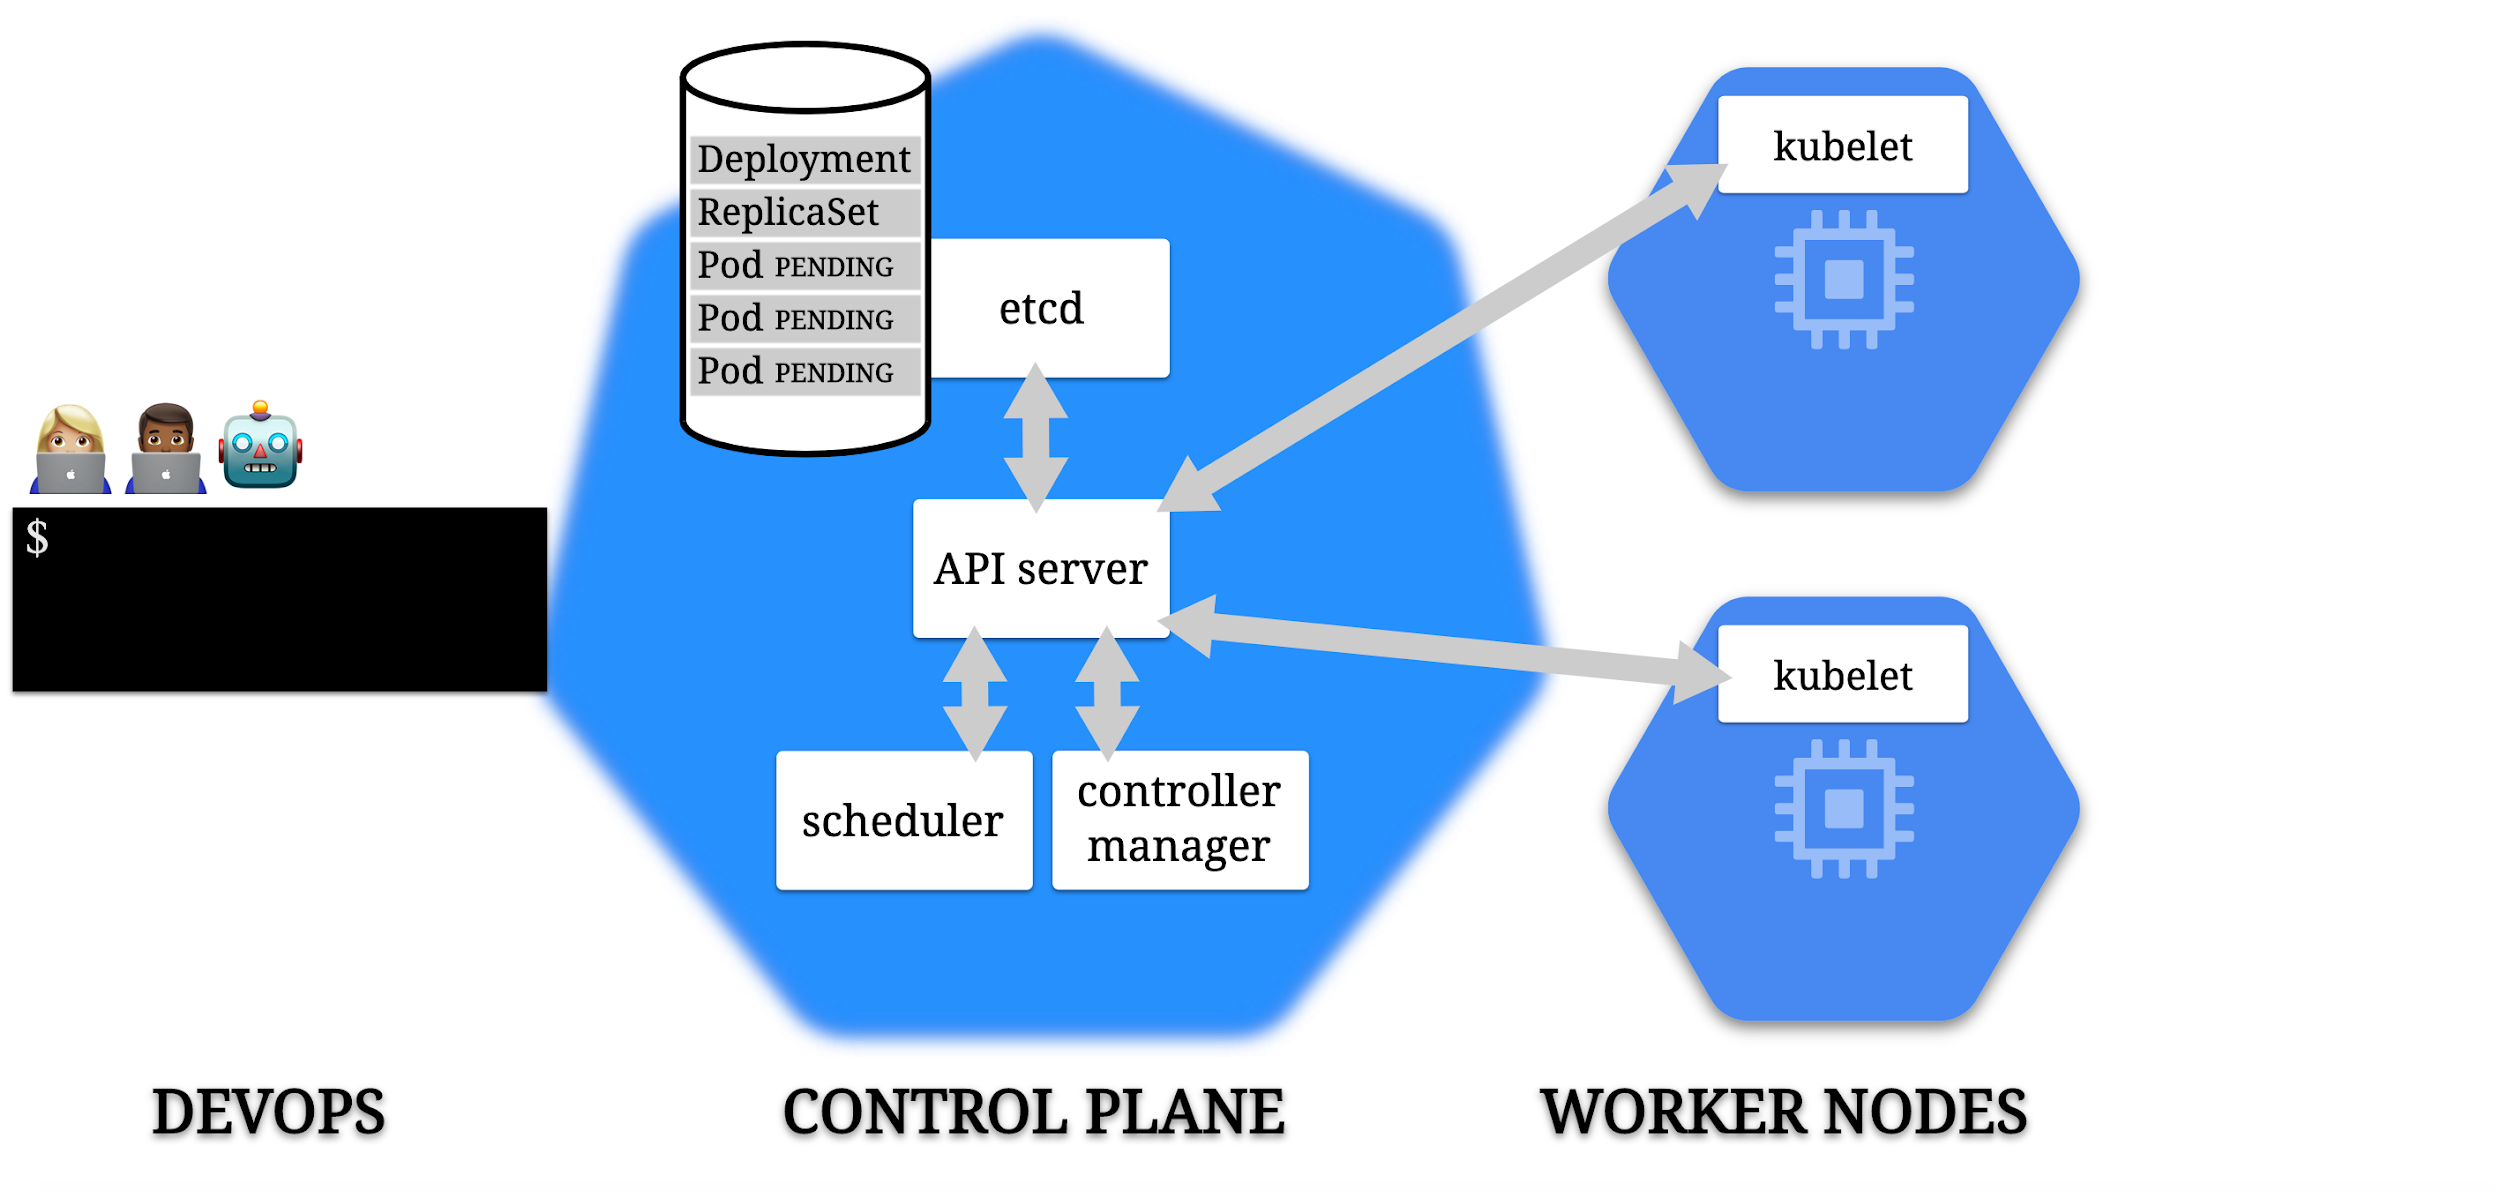 Deployment
ReplicaSet
Pod PENDING
Pod PENDING
Pod PENDING
etcd
kubelet
$
API server
kubelet
scheduler
controller
manager
DEVOPS
CONTROL PLANE
WORKER NODES